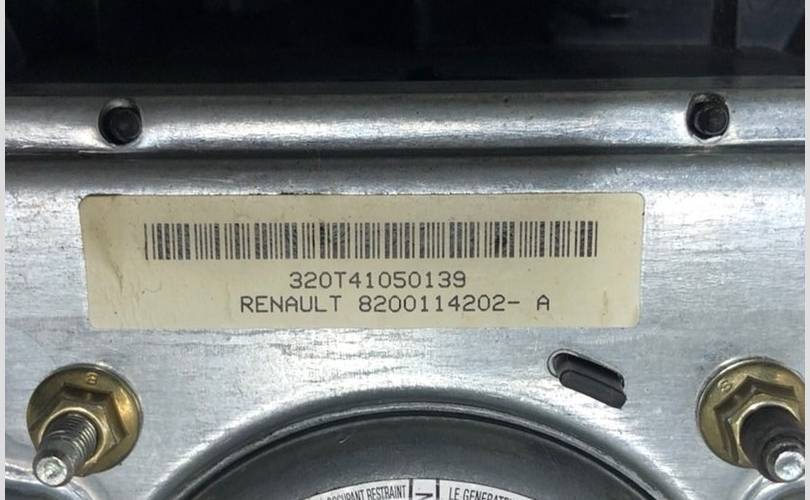 320T41050139
RENAULT 8200114202- A
OCCUPANT RESTRAINT
LE GENERATEUR